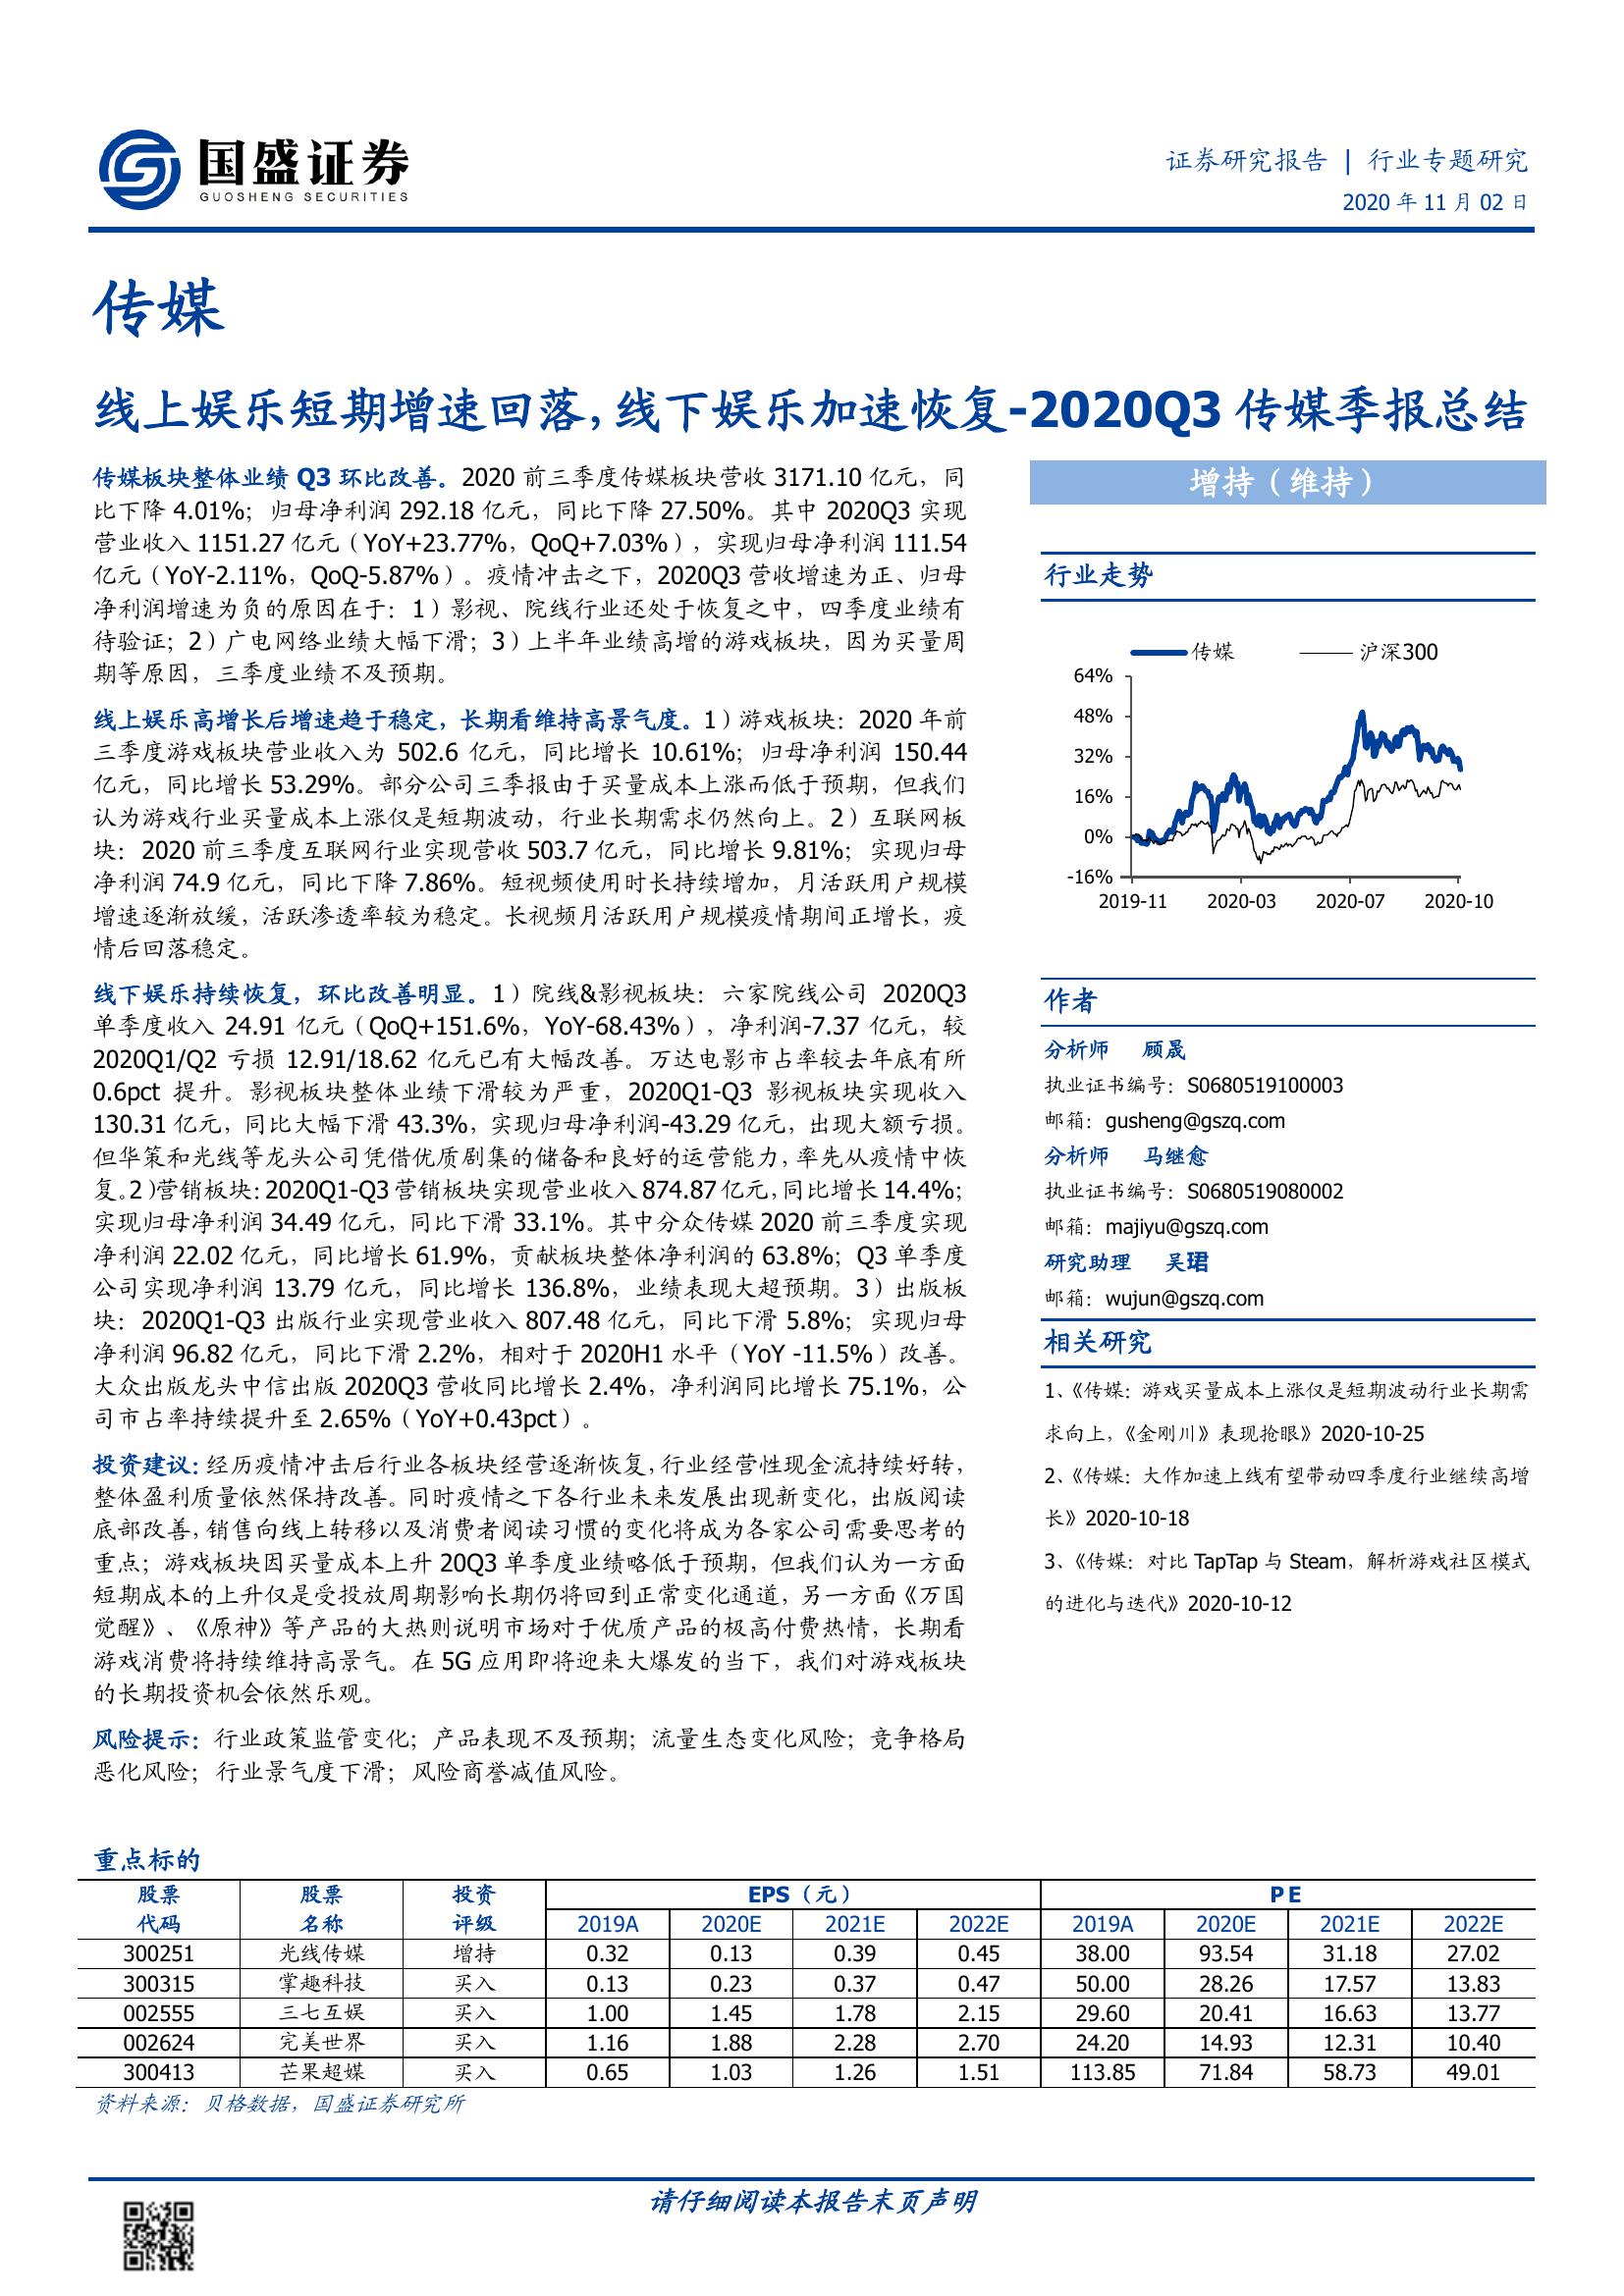 国盛证券
GUOSHENG SECURITIES
证券研究报告 | 行业专题研究
2020 年 11 月 02 日
传媒
线上娱乐短期增速回落，线下娱乐加速恢复-2020Q3 传媒季报总结
传媒板块整体业绩 Q3 环比改善。2020 前三季度传媒板块营收 3171.10 亿元，同
比下降 4.01%；归母净利润 292.18 亿元，同比下降 27.50%。其中 2020Q3 实现
营业收入 1151.27 亿元（YoY+23.77%，QoQ+7.03%），实现归母净利润 111.54
亿元（YoY-2.11%，QoQ-5.87%）。疫情冲击之下，2020Q3 营收增速为正、归母
净利润增速为负的原因在于：1）影视、院线行业还处于恢复之中，四季度业绩有
待验证；2）广电网络业绩大幅下滑；3）上半年业绩高增的游戏板块，因为买量周
期等原因，三季度业绩不及预期。
线上娱乐高增长后增速趋于稳定，长期看维持高景气度。1）游戏板块：2020 年前
三季度游戏板块营业收入为 502.6 亿元，同比增长 10.61%；归母净利润 150.44
亿元，同比增长 53.29%。部分公司三季报由于买量成本上涨而低于预期，但我们
认为游戏行业买量成本上涨仅是短期波动，行业长期需求仍然向上。2）互联网板
块：2020 前三季度互联网行业实现营收 503.7 亿元，同比增长 9.81%；实现归母
净利润 74.9 亿元，同比下降 7.86%。短视频使用时长持续增加，月活跃用户规模
增速逐渐放缓，活跃渗透率较为稳定。长视频月活跃用户规模疫情期间正增长，疫
情后回落稳定。
线下娱乐持续恢复，环比改善明显。1）院线&影视板块：六家院线公司 2020Q3
单季度收入 24.91 亿元（QoQ+151.6%，YoY-68.43%），净利润-7.37 亿元，较
2020Q1/Q2 亏损 12.91/18.62 亿元已有大幅改善。万达电影市占率较去年底有所
0.6pct 提升。影视板块整体业绩下滑较为严重，2020Q1-Q3 影视板块实现收入
130.31 亿元，同比大幅下滑 43.3%，实现归母净利润-43.29 亿元，出现大额亏损。
但华策和光线等龙头公司凭借优质剧集的储备和良好的运营能力，率先从疫情中恢
复。2）营销板块：2020Q1-Q3 营销板块实现营业收入 874.87 亿元，同比增长 14.4%；
实现归母净利润 34.49 亿元，同比下滑 33.1%。其中分众传媒 2020 前三季度实现
净利润 22.02 亿元，同比增长 61.9%，贡献板块整体净利润的 63.8%；Q3 单季度
公司实现净利润 13.79 亿元，同比增长 136.8%，业绩表现大超预期。3）出版板
块：2020Q1-Q3 出版行业实现营业收入 807.48 亿元，同比下滑 5.8%；实现归母
净利润 96.82 亿元，同比下滑 2.2%，相对于 2020H1 水平（YoY -11.5%）改善。
大众出版龙头中信出版 2020Q3 营收同比增长 2.4%，净利润同比增长 75.1%，公
司市占率持续提升至 2.65%（YoY+0.43pct）。
投资建议：经历疫情冲击后行业各板块经营逐渐恢复，行业经营性现金流持续好转，
整体盈利质量依然保持改善。同时疫情之下各行业未来发展出现新变化，出版阅读
底部改善，销售向线上转移以及消费者阅读习惯的变化将成为各家公司需要思考的
重点；游戏板块因买量成本上升 20Q3 单季度业绩略低于预期，但我们认为一方面
短期成本的上升仅是受投放周期影响长期仍将回到正常变化通道，另一方面《万国
觉醒》、《原神》等产品的大热则说明市场对于优质产品的极高付费热情，长期看
游戏消费将持续维持高景气。在 5G 应用即将迎来大爆发的当下，我们对游戏板块
的长期投资机会依然乐观。
风险提示：行业政策监管变化；产品表现不及预期；流量生态变化风险；竞争格局
恶化风险；行业景气度下滑；风险商誉减值风险。
增持（维持）
行业走势
传媒 沪深300
64%
48%
32%
16%
0%
-16%
2019-11 2020-03 2020-07 2020-10
作者
分析师 顾晟
执业证书编号：S0680519100003
邮箱：gusheng@gszq.com
分析师 马继愈
执业证书编号：S0680519080002
邮箱：majiyu@gszq.com
研究助理 吴珺
邮箱：wujun@gszq.com
相关研究
1、《传媒：游戏买量成本上涨仅是短期波动行业长期需
求向上，《金刚川》表现抢眼》2020-10-25
2、《传媒：大作加速上线有望带动四季度行业继续高增
长》2020-10-18
3、《传媒：对比 TapTap 与 Steam，解析游戏社区模式
的进化与迭代》2020-10-12
重点标的
股票 股票 投资 EPS（元） P E
代码 名称 评级 2019A 2020E 2021E 2022E 2019A 2020E 2021E 2022E
300251 光线传媒 增持 0.32 0.13 0.39 0.45 38.00 93.54 31.18 27.02
300315 掌趣科技 买入 0.13 0.23 0.37 0.47 50.00 28.26 17.57 13.83
002555 三七互娱 买入 1.00 1.45 1.78 2.15 29.60 20.41 16.63 13.77
002624 完美世界 买入 1.16 1.88 2.28 2.70 24.20 14.93 12.31 10.40
300413 芒果超媒 买入 0.65 1.03 1.26 1.51 113.85 71.84 58.73 49.01
资料来源：贝格数据，国盛证券研究所
请仔细阅读本报告末页声明